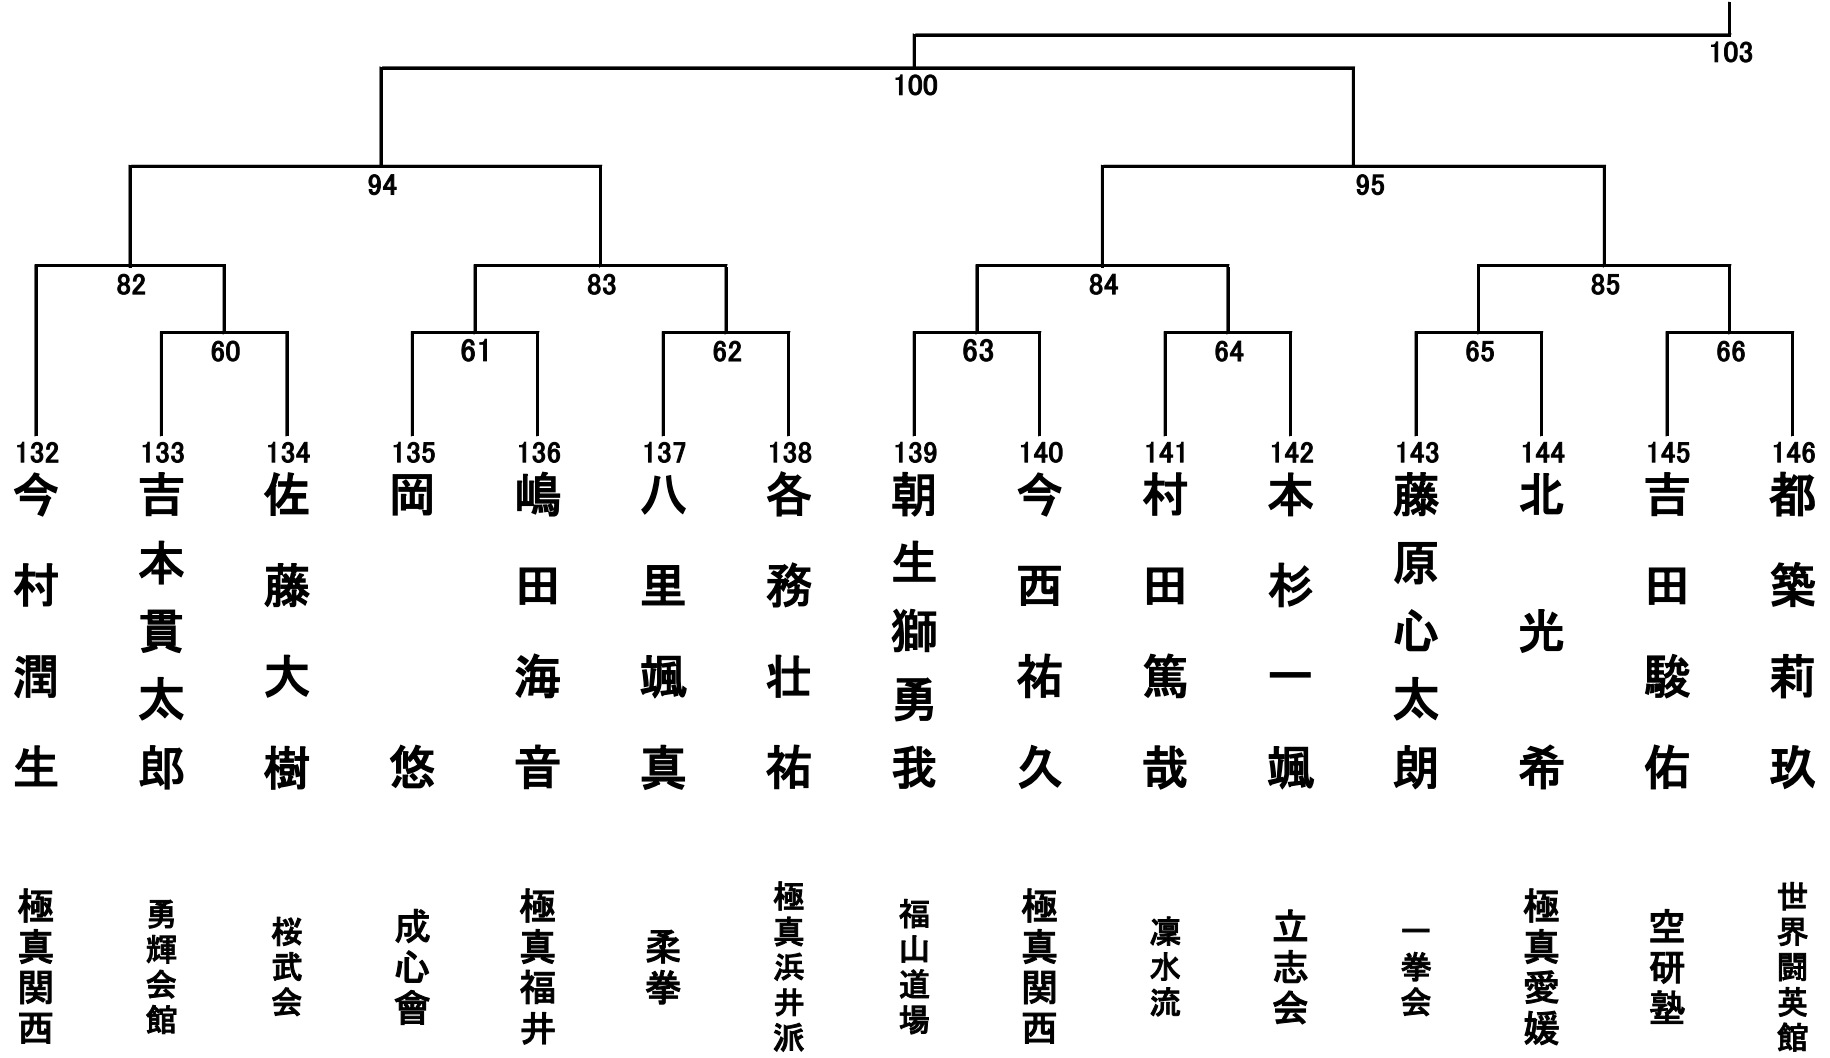 103
100
94 95
82 83 84 85
60 61 62 63 64 65 66
132 133 134 135 136 137 138 139 140 141 142 143 144 145 146
今村潤生
吉本貫太郎
佐藤大樹
岡悠
嶋田海音
八里颯真
各務壮祐
朝生獅勇我
今西祐久
村田篤哉
本杉一颯
藤原心太朗
北光希
吉田駿佑
都築莉玖
極真関西
勇輝会館
桜武会
成心會
極真福井
柔拳
極真浜井派
福山道場
極真関西
凜水流
立志会
一拳会
極真愛媛
空研塾
世界闘英館